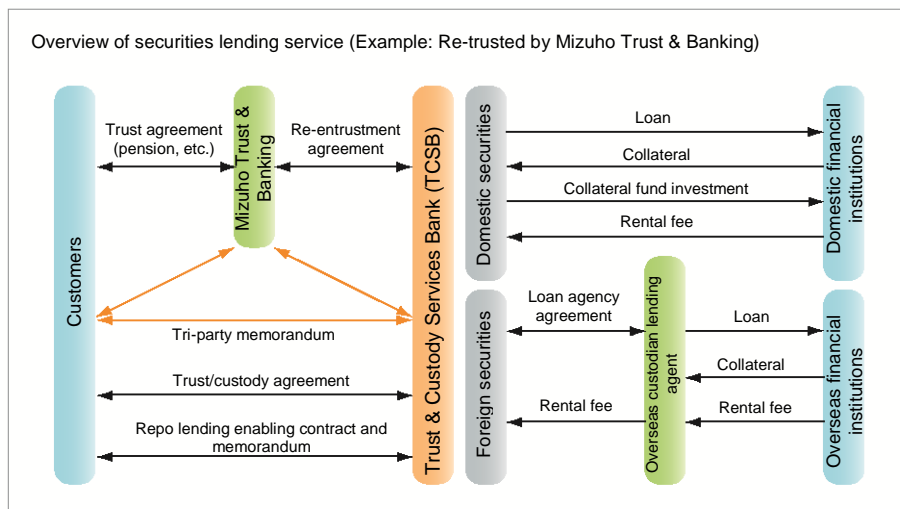 Overview of securities lending service (Example: Re-trusted by Mizuho Trust & Banking)
Customers
Trust agreement
(pension, etc.)
Mizuho Trust &
Banking
Re-entrustment
agreement
Tri-party memorandum
Trust/custody agreement
Repo lending enabling contract and
memorandum
Trust & Custody Services Bank (TCSB)
Domestic securities
Loan
Collateral
Collateral fund investment
Rental fee
Domestic financial
institutions
Foreign securities
Loan agency
agreement
Rental fee
Overseas custodian lending
agent
Loan
Collateral
Rental fee
Overseas financial
institutions